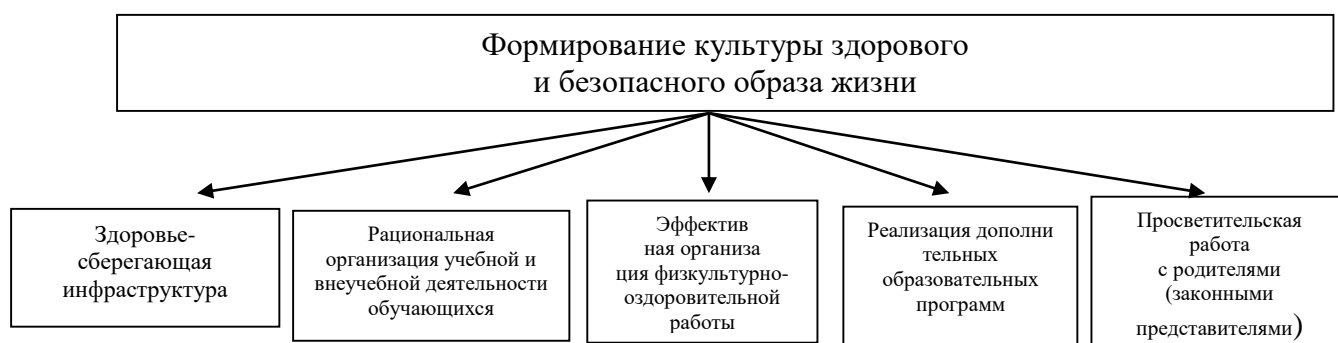 Формирование культуры здорового
и безопасного образа жизни
Здоровье-
сберегающая
инфраструктура
Рациональная
организация учебной и
внеучебной деятельности
обучающихся
Эффектив
ная организа
ция физкультурно-
оздоровительной
работы
Реализация дополни
тельных
образовательных
программ
Просветительская
работа
с родителями
(законными
представителями)